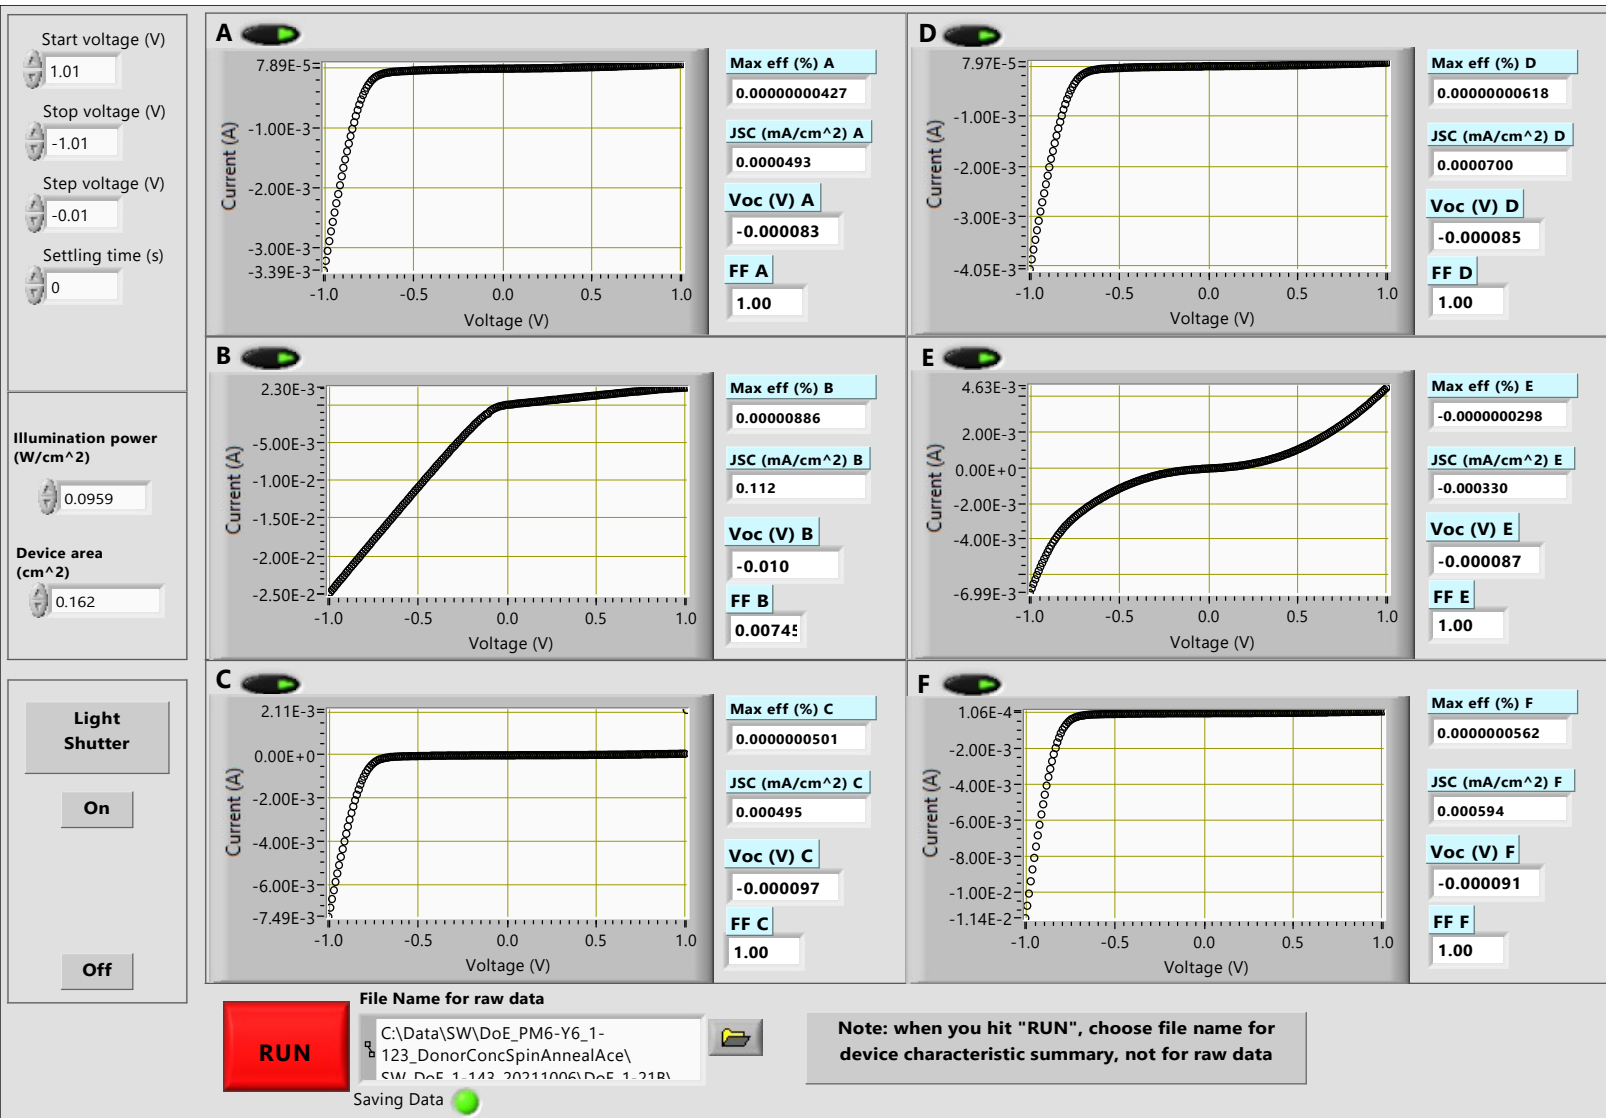 Start voltage (V)
1.01
Stop voltage (V)
-1.01
Step voltage (V)
-0.01
Settling time (s)
0
Illumination power
(W/cm^2)
0.0959
Device area
(cm^2)
0.162
Light
Shutter
On
Off
A
7.89E-5
-1.00E-3
-2.00E-3
-3.00E-3
-3.39E-3
Current (A)
-1.0 -0.5 0.0 0.5 1.0
Voltage (V)
Max eff (%) A
0.00000000427
JSC (mA/cm^2) A
0.0000493
Voc (V) A
-0.000083
FF A
1.00
D
7.97E-5
-1.00E-3
-2.00E-3
-3.00E-3
-4.05E-3
Current (A)
-1.0 -0.5 0.0 0.5 1.0
Voltage (V)
Max eff (%) D
0.00000000618
JSC (mA/cm^2) D
0.0000700
Voc (V) D
-0.000085
FF D
1.00
B
2.30E-3
-5.00E-3
-1.00E-2
-1.50E-2
-2.00E-2
-2.50E-2
Current (A)
-1.0 -0.5 0.0 0.5 1.0
Voltage (V)
Max eff (%) B
0.00000886
JSC (mA/cm^2) B
0.112
Voc (V) B
-0.010
FF B
0.0074
E
4.63E-3
2.00E-3
0.00E+0
-2.00E-3
-4.00E-3
-6.99E-3
Current (A)
-1.0 -0.5 0.0 0.5 1.0
Voltage (V)
Max eff (%) E
-0.0000000298
JSC (mA/cm^2) E
-0.000330
Voc (V) E
-0.000087
FF E
1.00
C
2.11E-3
0.00E+0
-2.00E-3
-4.00E-3
-6.00E-3
-7.49E-3
Current (A)
-1.0 -0.5 0.0 0.5 1.0
Voltage (V)
Max eff (%) C
0.0000000501
JSC (mA/cm^2) C
0.000495
Voc (V) C
-0.000097
FF C
1.00
F
1.06E-4
-2.00E-3
-4.00E-3
-6.00E-3
-8.00E-3
-1.00E-2
-1.14E-2
Current (A)
-1.0 -0.5 0.0 0.5 1.0
Voltage (V)
Max eff (%) F
0.0000000562
JSC (mA/cm^2) F
0.000594
Voc (V) F
-0.000091
FF F
1.00
RUN
File Name for raw data
C:\Data\SW\DoE_PM6-Y6_1-
123_DonorConcSpinAnnealAce\
SW_DoE_1-143_20211006\DoE_1-21B\
Saving Data
Note: when you hit "RUN", choose file name for
device characteristic summary, not for raw data